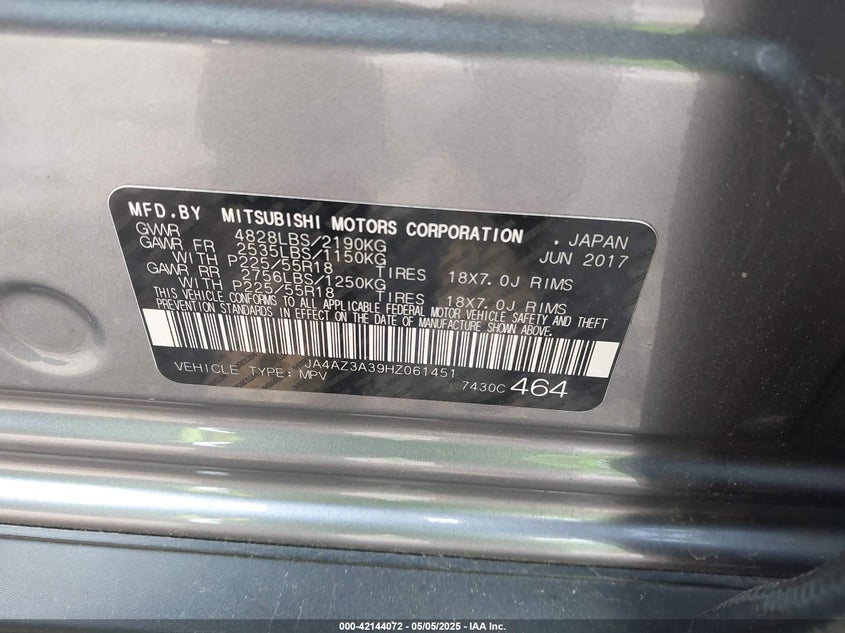 MFD.BY MITSUBISHI MOTORS CORPORATION . JAPAN
GVWR 4828LBS/2190KG JUN 2017
GAWR FR 2535LBS/1150KG
WITH P225/55R18 TIRES 18X7.0J RIMS
GAWR RR 2756LBS/1250KG
WITH P225/55R18 TIRES 18X7.0J RIMS
THIS VEHICLE CONFORMS TO ALL APPLICABLE FEDERAL MOTOR VEHICLE SAFETY AND THEFT
PREVENTION STANDARDS IN EFFECT ON THE DATE OF MANUFACTURE SHOWN ABOVE.
JA4AZ3A39HZ061451
VEHICLE TYPE: MPV 7430C 464
000-42144072 - 05/05/2025 - IAA Inc.